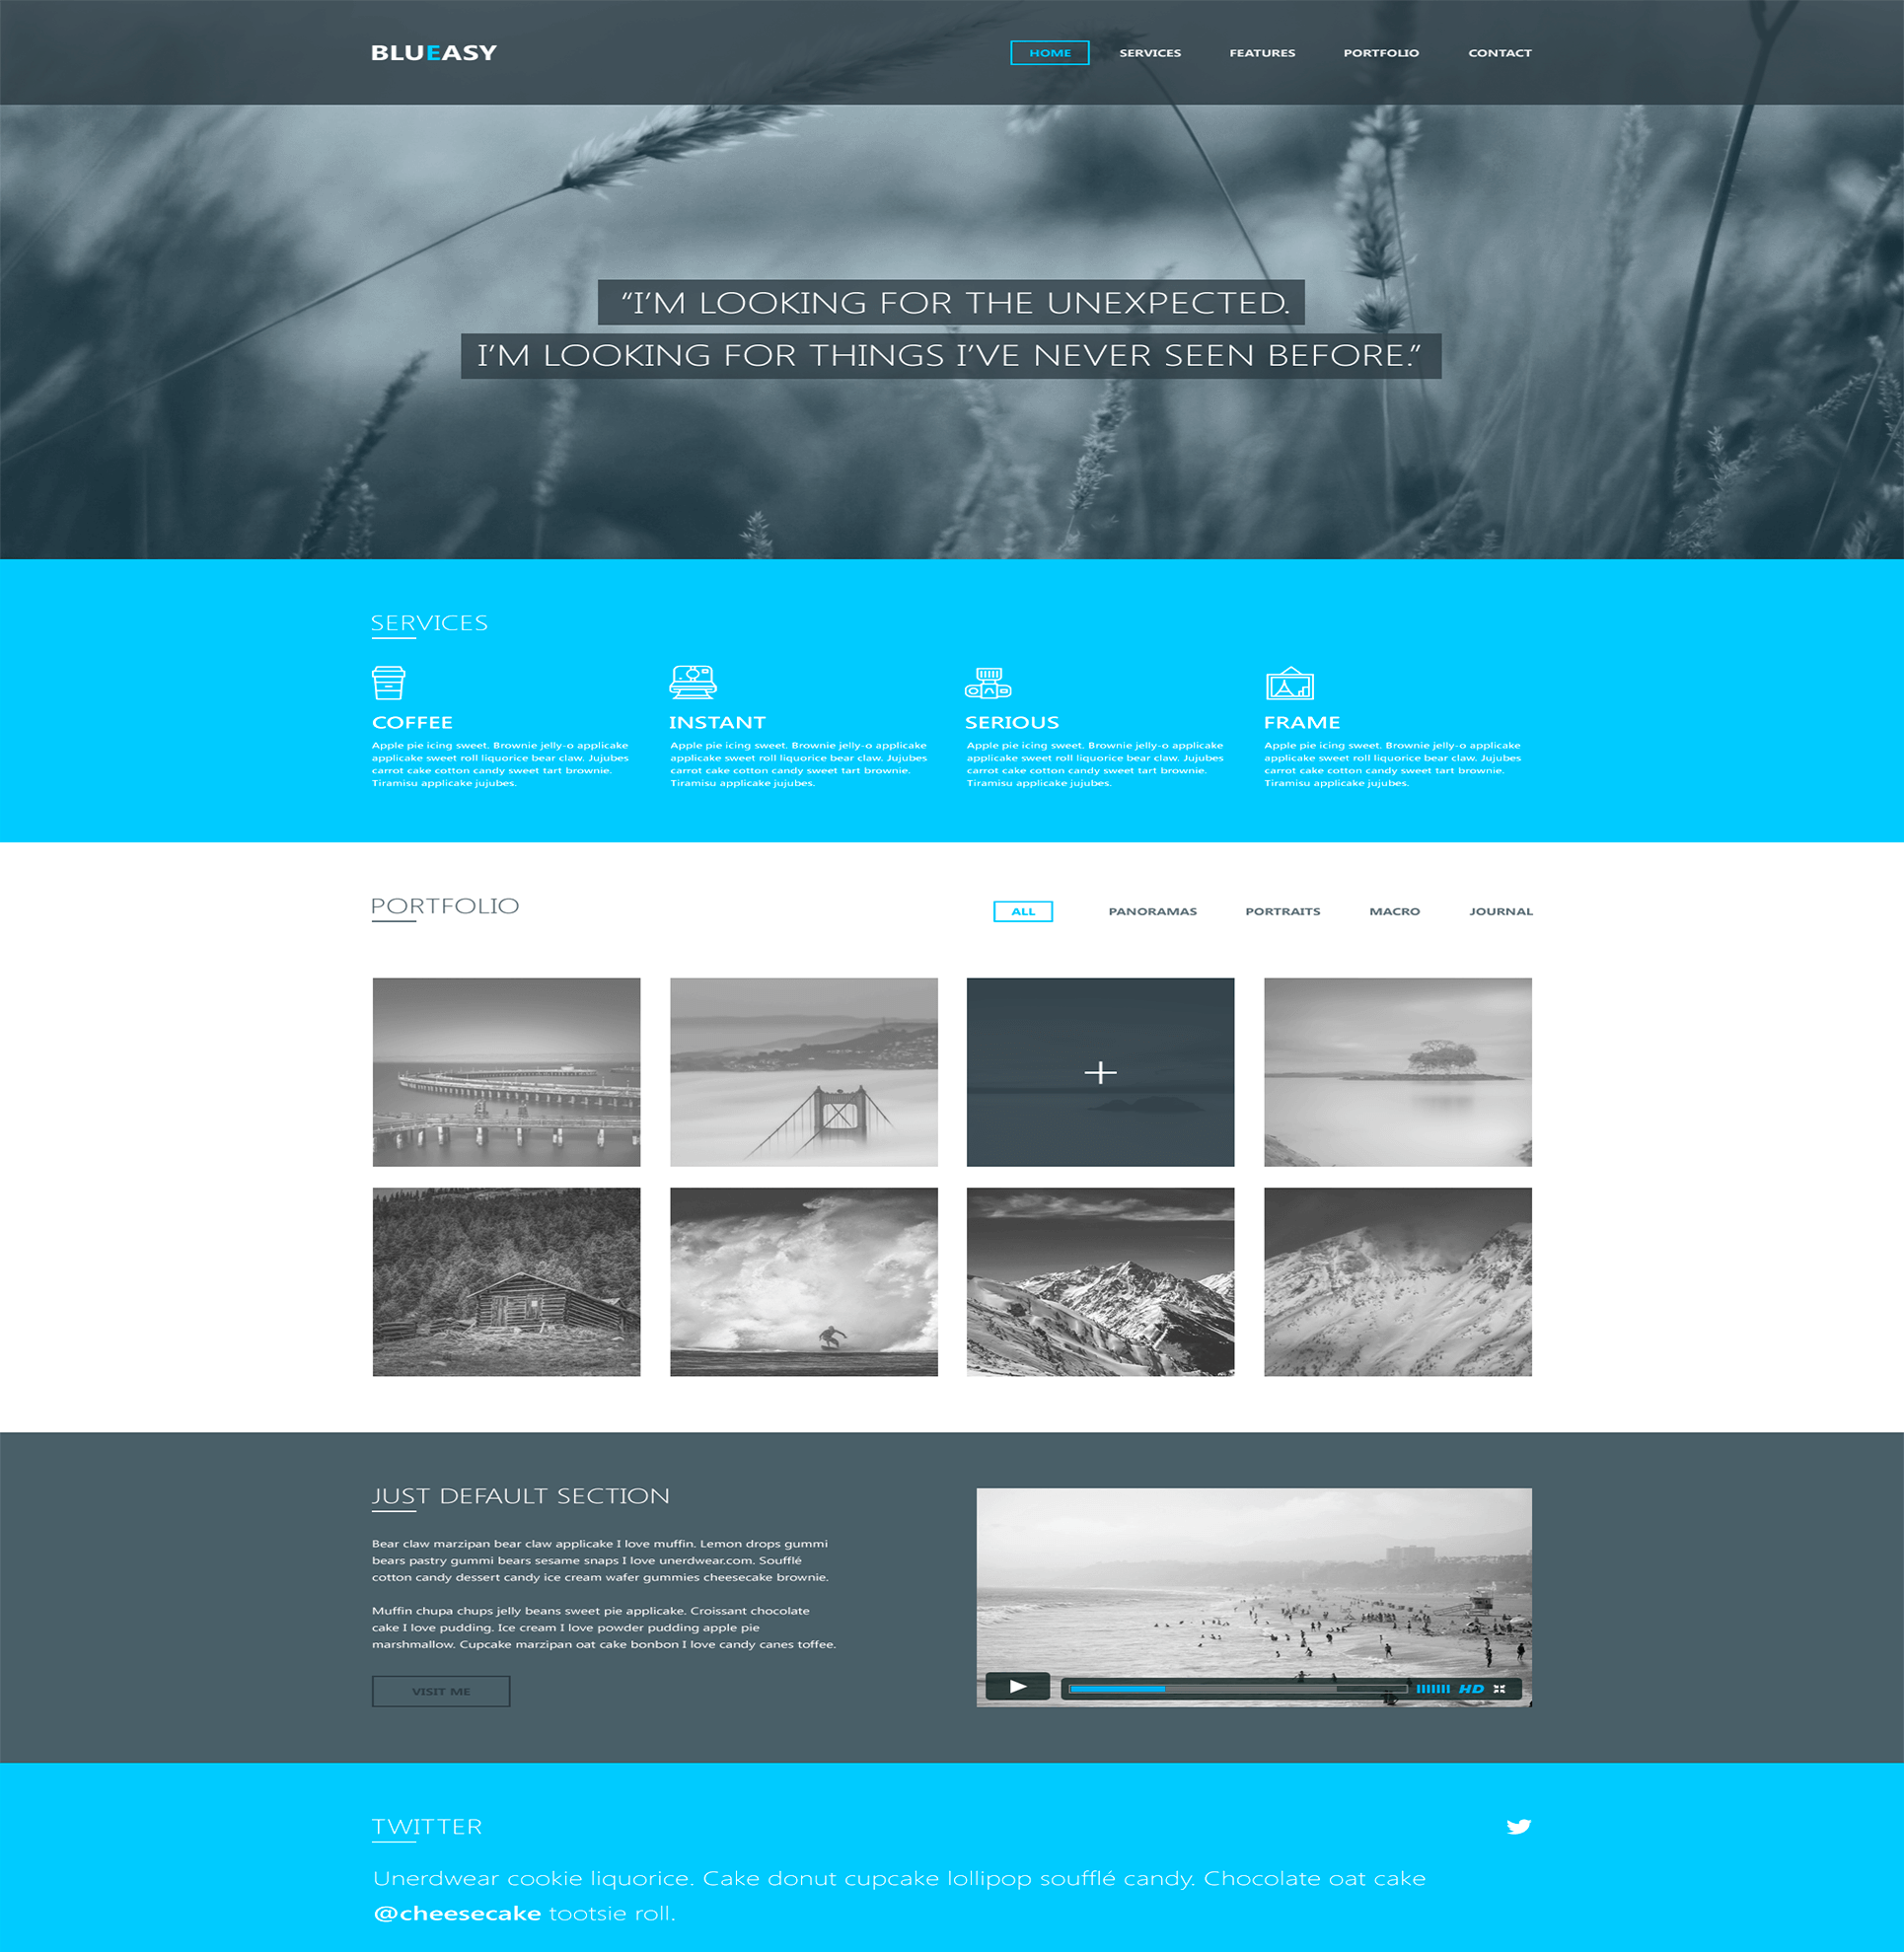 BLUEASY
HOME SERVICES FEATURES PORTFOLIO CONTACT
“I’M LOOKING FOR THE UNEXPECTED.
I’M LOOKING FOR THINGS I’VE NEVER SEEN BEFORE.”
SERVICES
COFFEE
Apple pie icing sweet. Brownie jelly-o applicake
applicake sweet roll liquorice bear claw. Jujubes
carrot cake cotton candy sweet tart brownie.
Tiramisu applicake jujubes.
INSTANT
Apple pie icing sweet. Brownie jelly-o applicake
applicake sweet roll liquorice bear claw. Jujubes
carrot cake cotton candy sweet tart brownie.
Tiramisu applicake jujubes.
SERIOUS
Apple pie icing sweet. Brownie jelly-o applicake
applicake sweet roll liquorice bear claw. Jujubes
carrot cake cotton candy sweet tart brownie.
Tiramisu applicake jujubes.
FRAME
Apple pie icing sweet. Brownie jelly-o applicake
applicake sweet roll liquorice bear claw. Jujubes
carrot cake cotton candy sweet tart brownie.
Tiramisu applicake jujubes.
PORTFOLIO
ALL PANORAMAS PORTRAITS MACRO JOURNAL
JUST DEFAULT SECTION
Bear claw marzipan bear claw applicake I love muffin. Lemon drops gummi
bears pastry gummi bears sesame snaps I love unerdwear.com. Soufflé
cotton candy dessert candy ice cream wafer gummies cheesecake brownie.
Muffin chupa chups jelly beans sweet pie applicake. Croissant chocolate
cake I love pudding. Ice cream I love powder pudding apple pie
marshmallow. Cupcake marzipan oat cake bonbon I love candy canes toffee.
VISIT ME
HD
TWITTER
Unerdwear cookie liquorice. Cake donut cupcake lollipop soufflé candy. Chocolate oat cake
@cheesecake tootsie roll.